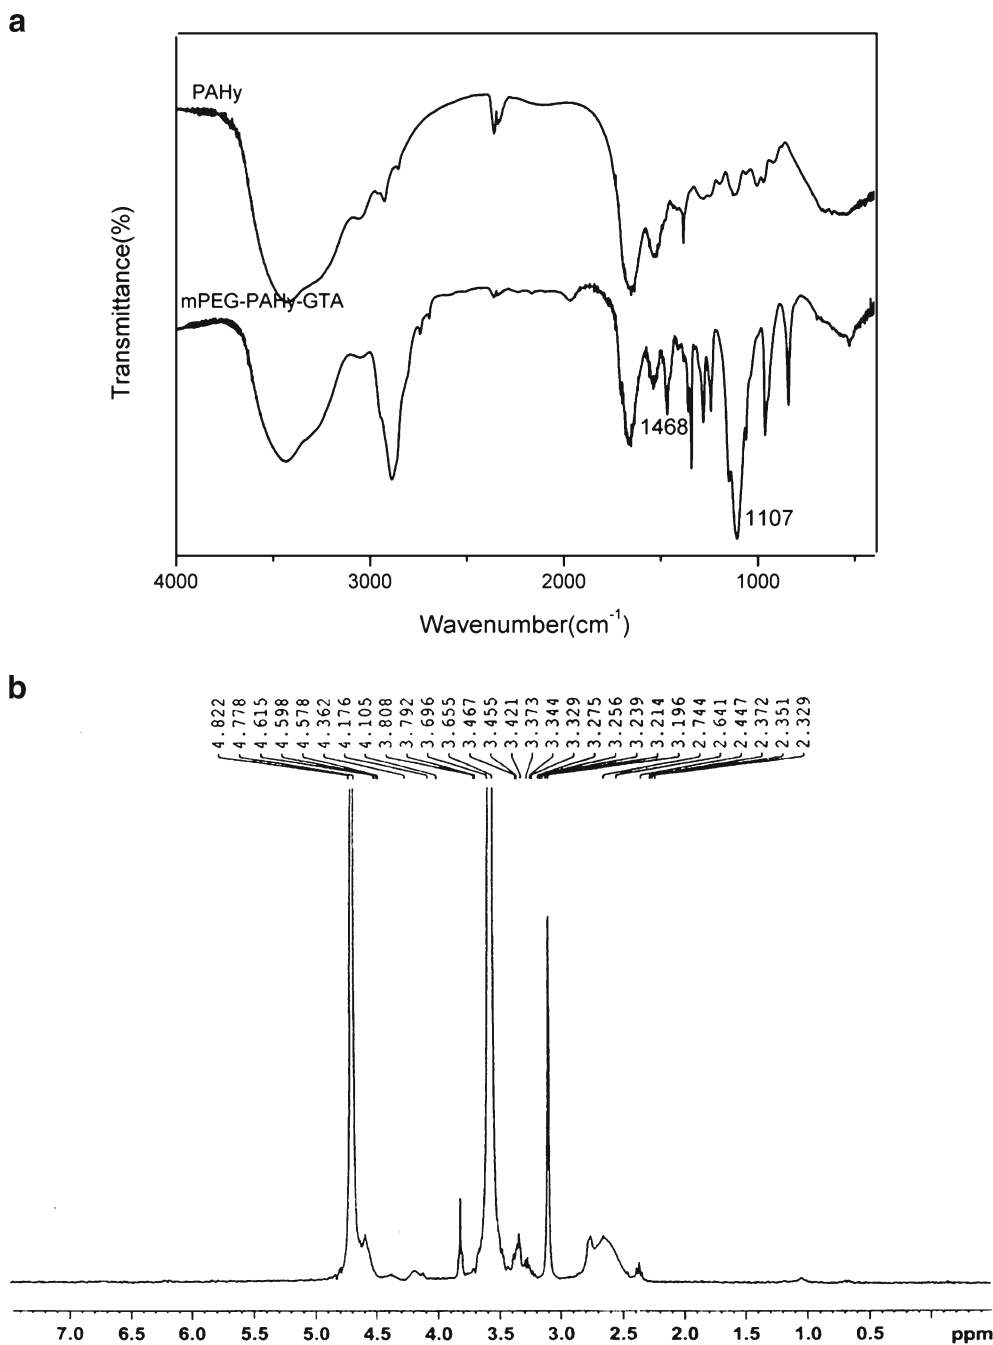 a
PAHy
mPEG-PAHy-GTA
Transmittance(%)
1468
1107
4000 3000 2000 1000
Wavenumber(cm-1)
b
4.822 4.778 4.615 4.598 4.578 4.362 4.176 4.105 3.808 3.792 3.696 3.655 3.467 3.455 3.421 3.373 3.344 3.329 3.275 3.256 3.239 3.214 3.196 2.744 2.641 2.447 2.372 2.351 2.329
7.0 6.5 6.0 5.5 5.0 4.5 4.0 3.5 3.0 2.5 2.0 1.5 1.0 0.5 ppm